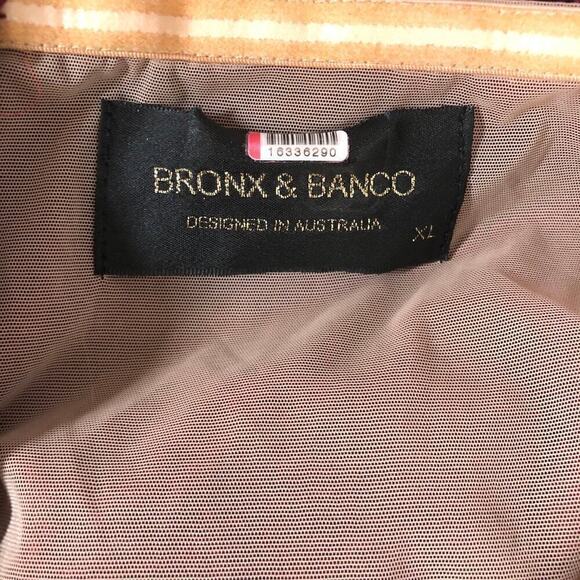 16336290
BRONX & BANCO
DESIGNED IN AUSTRALIA
XL